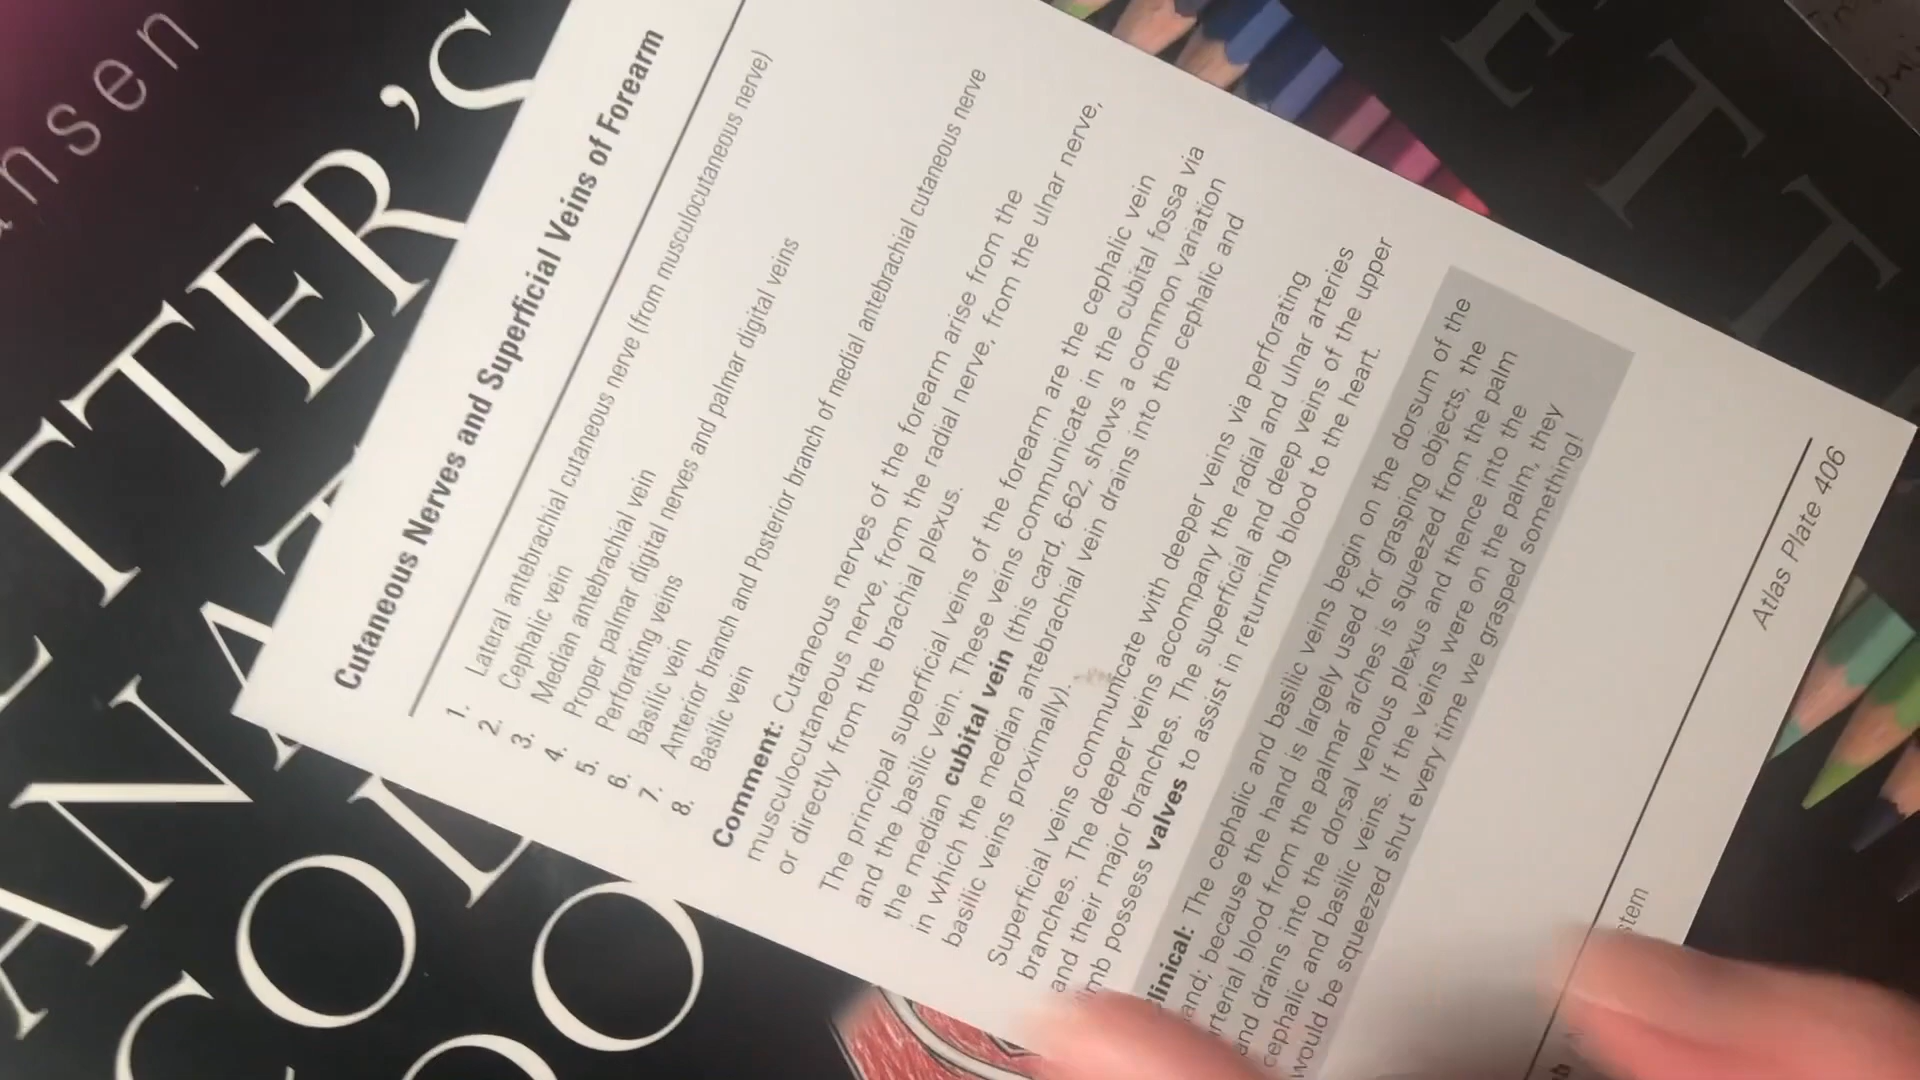 ansen
NETTER'S
ANAT
COL
OO
ETT
Cutaneous Nerves and Superficial Veins of Forearm
1. Lateral antebrachial cutaneous nerve (from musculocutaneous nerve)
2. Cephalic vein
3. Median antebrachial vein
4. Proper palmar digital nerves and palmar digital veins
5. Perforating veins
6. Basilic vein
7. Anterior branch and Posterior branch of medial antebrachial cutaneous nerve
8. Basilic vein
Comment: Cutaneous nerves of the forearm arise from the
musculocutaneous nerve, from the radial nerve, from the ulnar nerve,
or directly from the brachial plexus.
The principal superficial veins of the forearm are the cephalic vein
and the basilic vein. These veins communicate in the cubital fossa via
the median cubital vein (this card, 6-62, shows a common variation
in which the median antebrachial vein drains into the cephalic and
basilic veins proximally).
Superficial veins communicate with deeper veins via perforating
branches. The deeper veins accompany the radial and ulnar arteries
and their major branches. The superficial and deep veins of the upper
limb possess valves to assist in returning blood to the heart.
linical: The cephalic and basilic veins begin on the dorsum of the
and; because the hand is largely used for grasping objects, the
rterial blood from the palmar arches is squeezed from the palm
and drains into the dorsal venous plexus and thence into the
cephalic and basilic veins. If the veins were on the palm, they
would be squeezed shut every time we grasped something!
stem
Atlas Plate 406